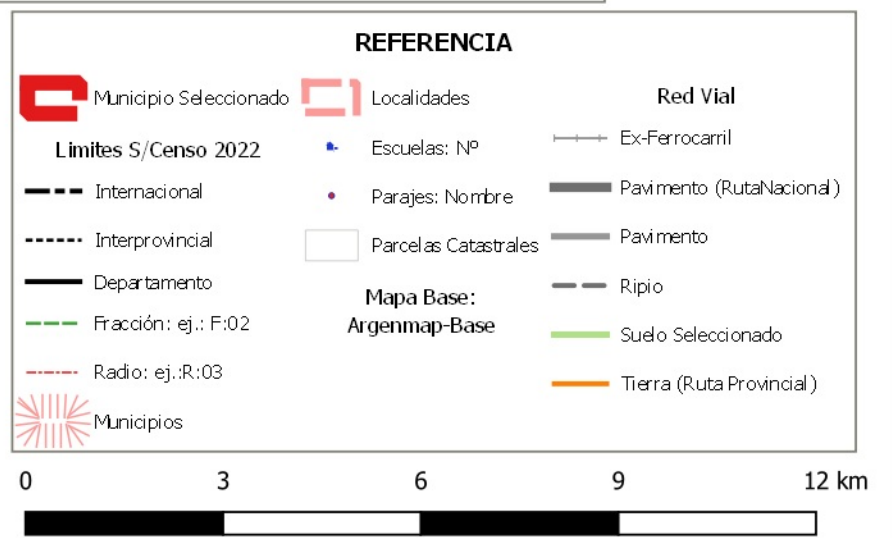 REFERENCIA
Municipio Seleccionado
Limites S/Censo 2022
Internacional
Interprovincial
Departamento
Fracción: ej.: F:02
Radio: ej.:R:03
Municipios
Localidades
Escuelas: Nº
Parajes: Nombre
Parcelas Catastrales
Mapa Base:
Argenmap-Base
Red Vial
Ex-Ferrocarril
Pavimento (RutaNacional)
Pavimento
Ripio
Suelo Seleccionado
Tierra (Ruta Provincial)
0 3 6 9 12 km